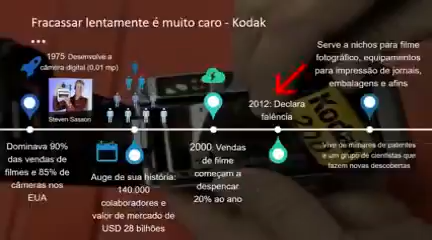 Fracassar lentamente é muito caro - Kodak
1975 Desenvolve a
câmera digital (0,01 mp)
Steven Sasson
Dominava 90%
das vendas de
filmes e 85% de
câmeras nos
EUA
Auge de sua história:
140.000
colaboradores e
valor de mercado de
USD 28 bilhões
2000: Vendas
de filme
começam a
despencar
20% ao ano
2012: Declara
falência
Serve a nichos para filme
fotográfico, equipamentos
para impressão de jornais,
embalagens e afins
Vive de milhares de patentes
e um grupo de cientistas que
fazem novas descobertas
Kodak